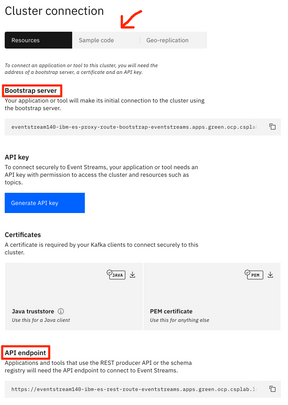 Cluster connection
Resources
Sample code
Geo-replication
To connect an application or tool to this cluster, you will need the
address of a bootstrap server, a certificate and an API key.
Bootstrap server
Your application or tool will make its initial connection to the cluster using
the bootstrap server.
eventstream140-ibm-es-proxy-route-bootstrap-eventstreams.apps.green.ocp.cspla
API key
To connect securely to Event Streams, your application or tool needs an
API key with permission to access the cluster and resources such as
topics.
Generate API key
Certificates
A certificate is required by your Kafka clients to connect securely to this
cluster.
JAVA
PEM
Java truststore
Use this for a Java client
PEM certificate
Use this for anything else
API endpoint
Applications and tools that use the REST producer API or the schema
registry will need the API endpoint to connect to Event Streams.
https://eventstream140-ibm-es-rest-route-eventstreams.apps.green.ocp.csplab.